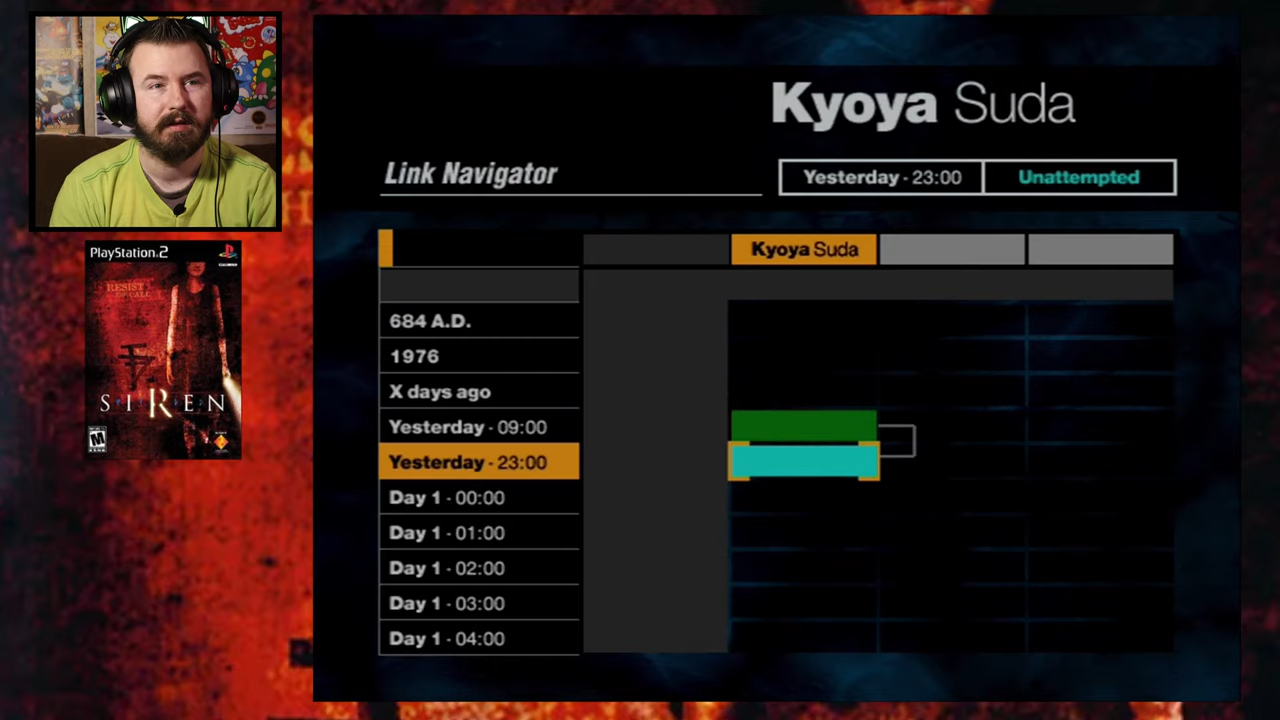 Kyoya Suda
Link Navigator
Yesterday - 23:00
Unattempted
Kyoya Suda
PlayStation.2
RESIST
SIREN
M
684 A.D.
1976
X days ago
Yesterday - 09:00
Yesterday - 23:00
Day 1 - 00:00
Day 1 - 01:00
Day 1 - 02:00
Day 1 - 03:00
Day 1 - 04:00